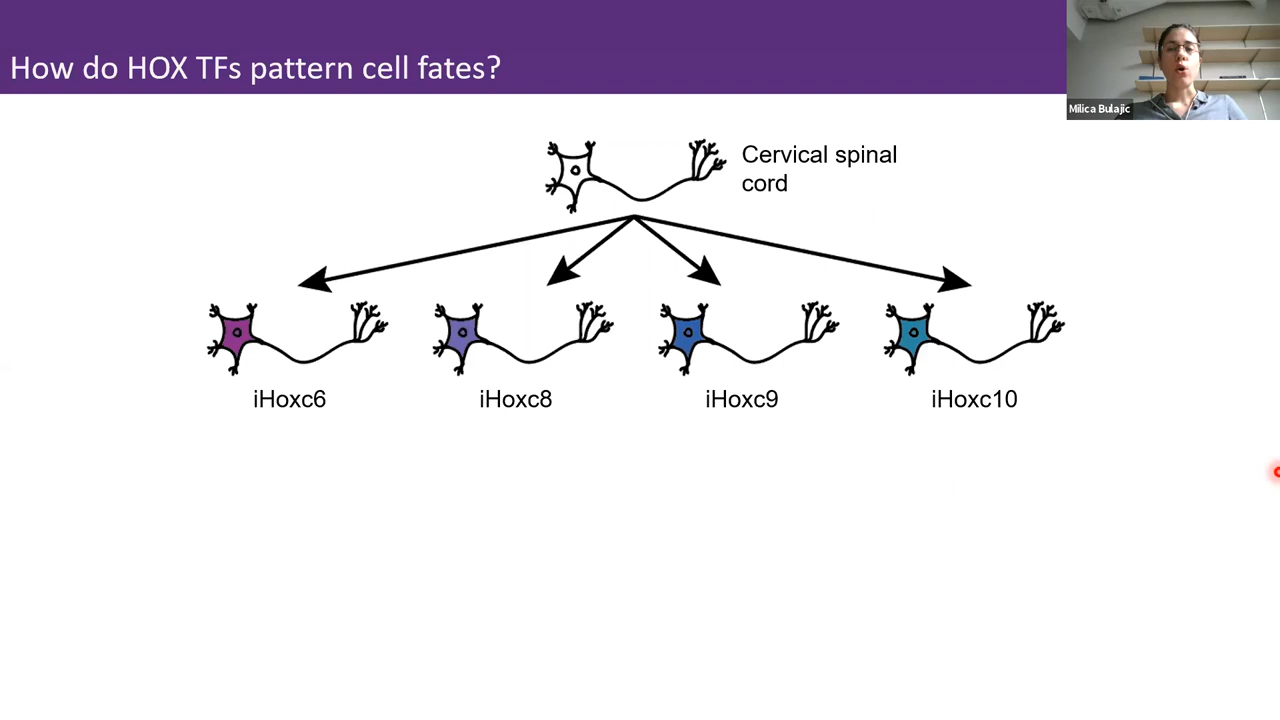 How do HOX TFs pattern cell fates?
Milica Bulajic
Cervical spinal
cord
iHoxc6
iHoxc8
iHoxc9
iHoxc10